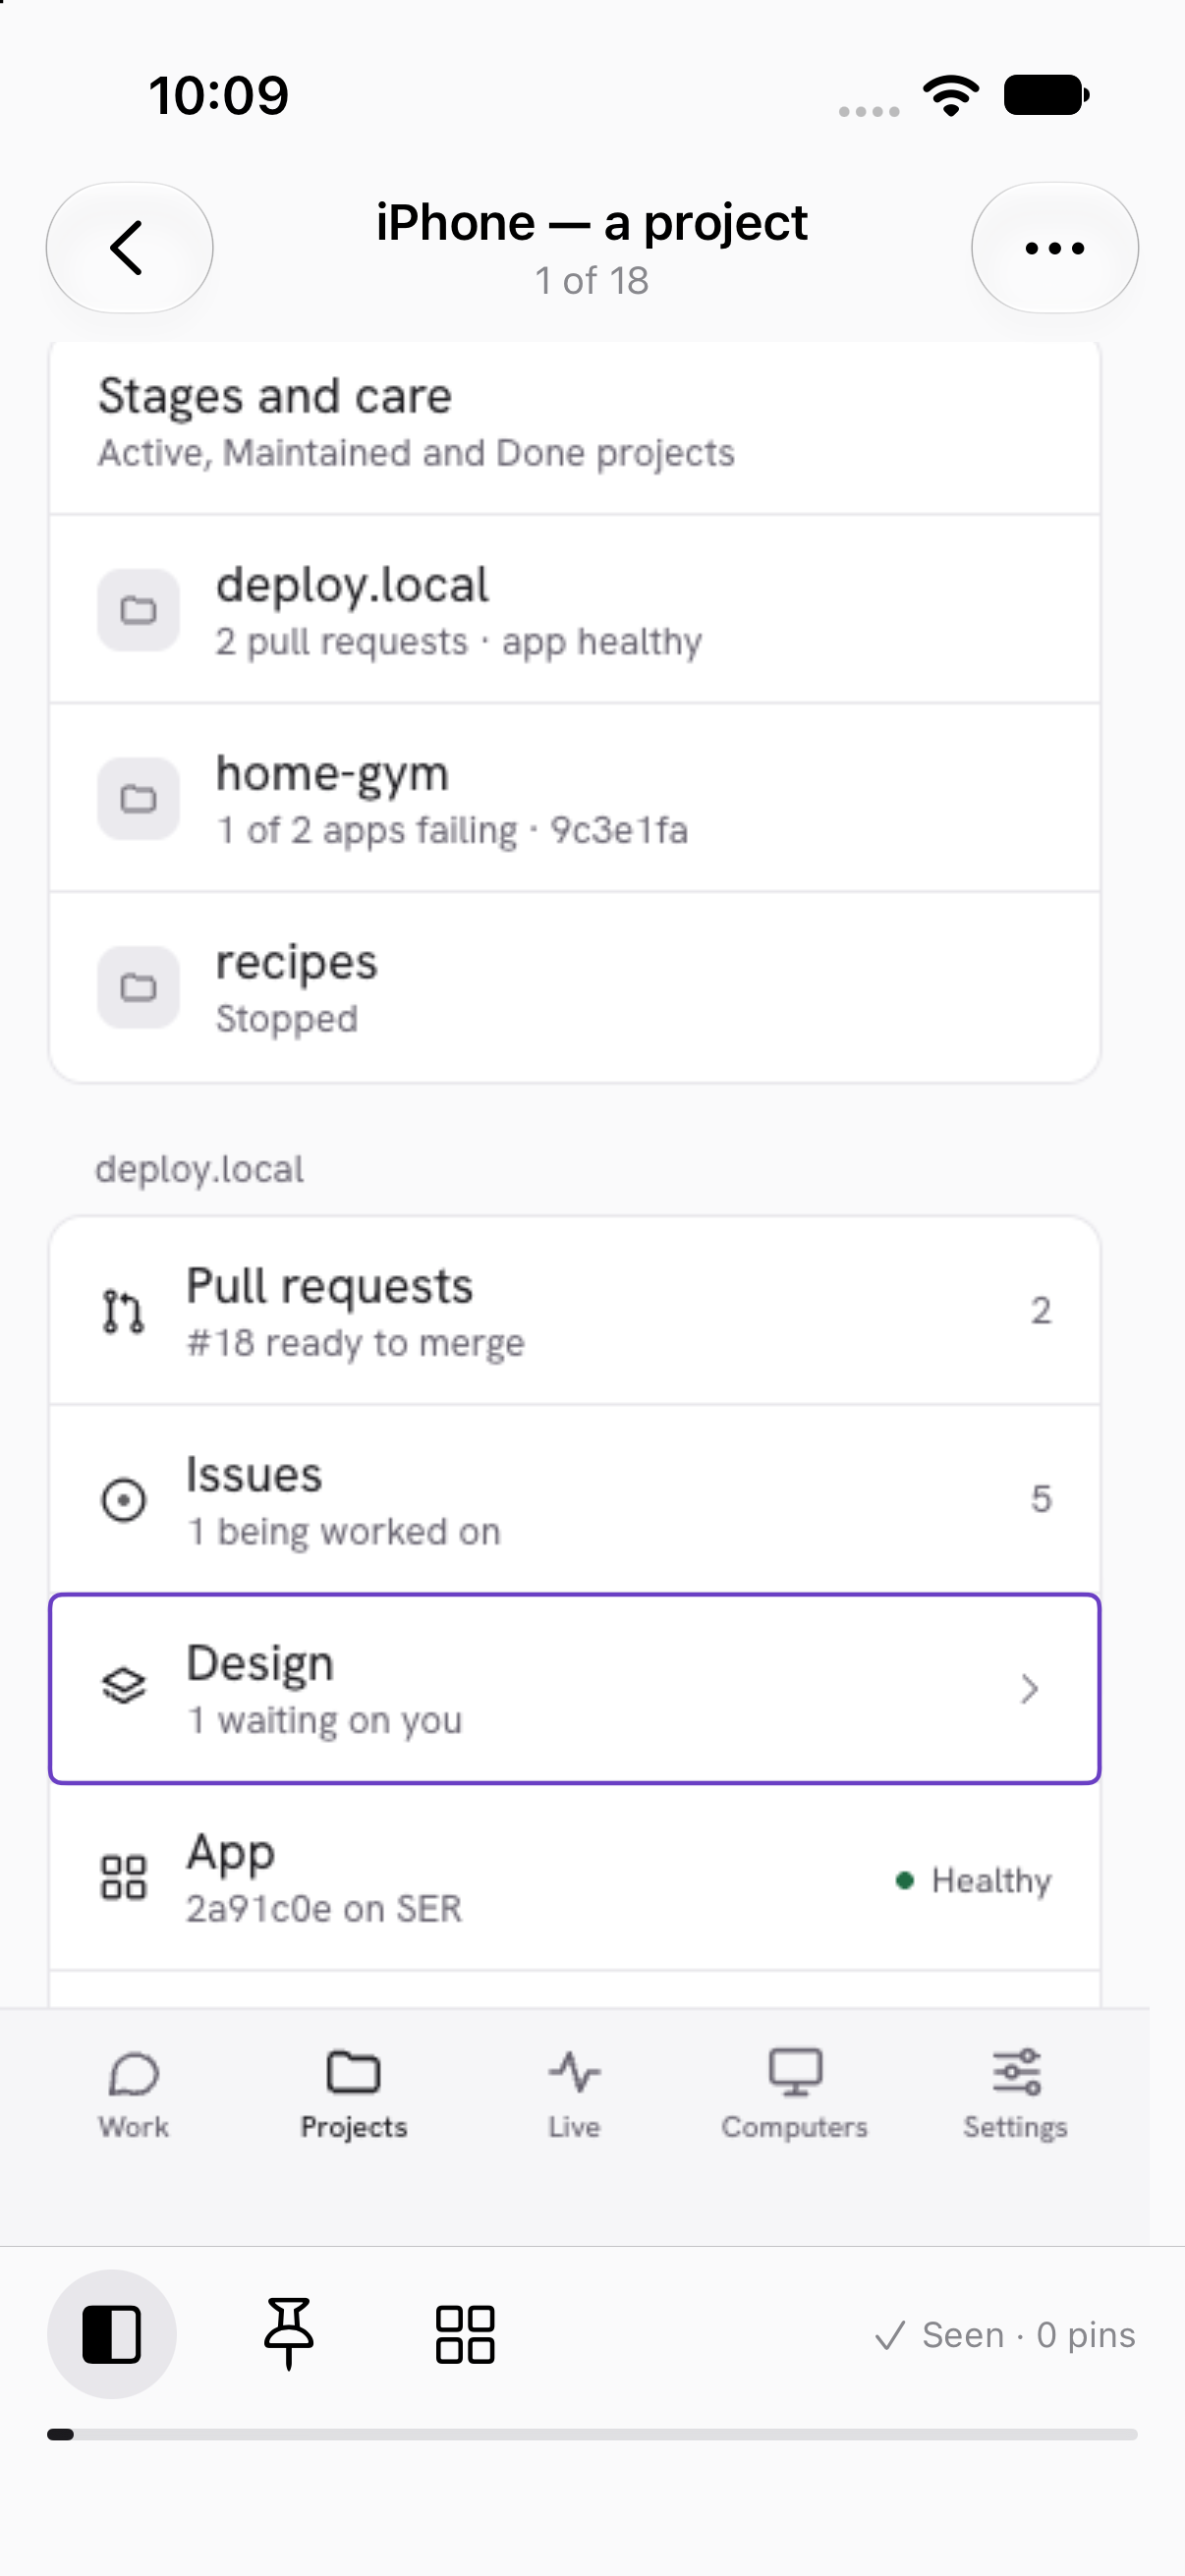 10:09
iPhone — a project
1 of 18
Stages and care
Active, Maintained and Done projects
deploy.local
2 pull requests · app healthy
home-gym
1 of 2 apps failing · 9c3e1fa
recipes
Stopped
deploy.local
Pull requests
2
#18 ready to merge
Issues
5
1 being worked on
Design
1 waiting on you
App
Healthy
2a91c0e on SER
Work
Projects
Live
Computers
Settings
Seen · 0 pins